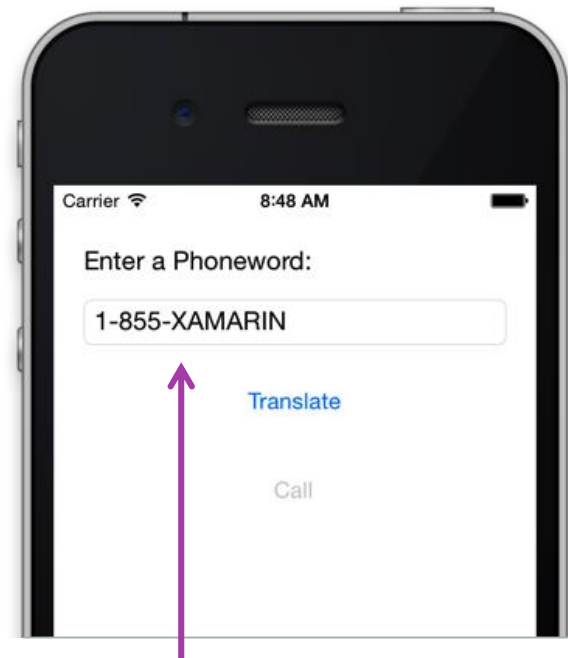 Carrier 8:48 AM
Enter a Phoneword:
1-855-XAMARIN
Translate
Call